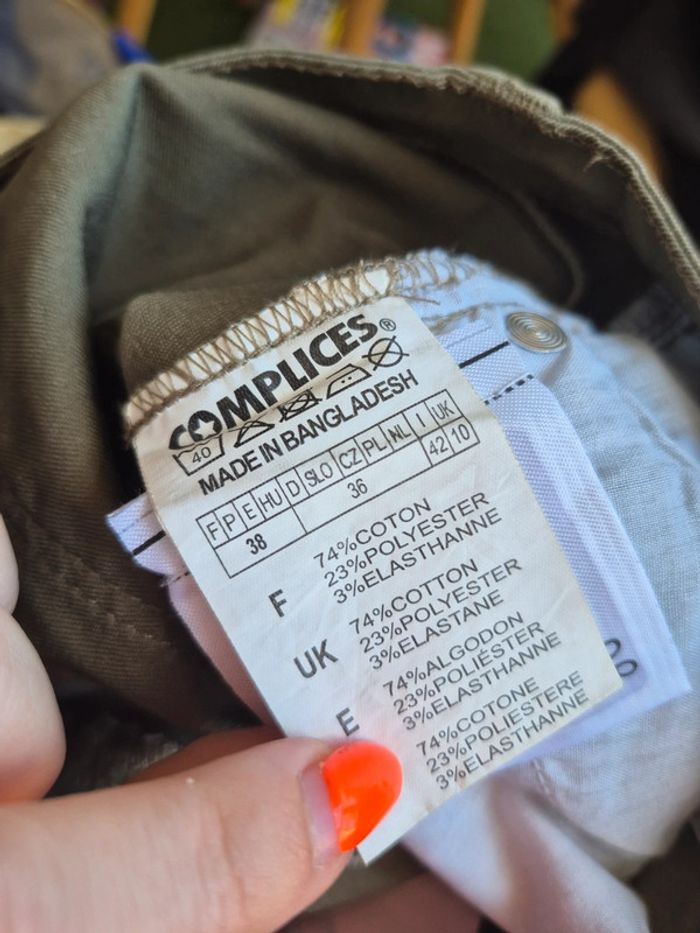 COMPLICES®
40
MADE IN BANGLADESH
F P E HU D SLO CZ PL NL I UK
38 36 42 10
F
74%COTON
23%POLYESTER
3%ELASTHANNE
UK
74%COTTON
23%POLYESTER
3%ELASTANE
E
74%ALGODON
23%POLIÉSTER
3%ELASTHANNE
74%COTONE
23%POLIESTERE
3%ELASTHANNE